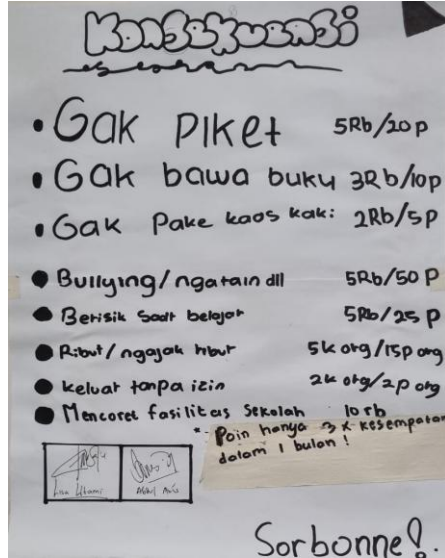 Konsekuensi
• Gak Piket 5Rb/20p
• Gak bawa buku 3Rb/10p
• Gak Pake kaos kaki 2Rb/5p
• Bullying/ngatain dll 5Rb/50 P
• Berisik saat belajar 5Rb/25 P
• Ribut/ngajak ribut 5k org/15p org
• keluar tanpa izin 2k org/2p org
• Mencoret fasilitas sekolah 10 rb
*- Poin hanya 3x kesempatan
dalam 1 bulan !
Sorbonne!